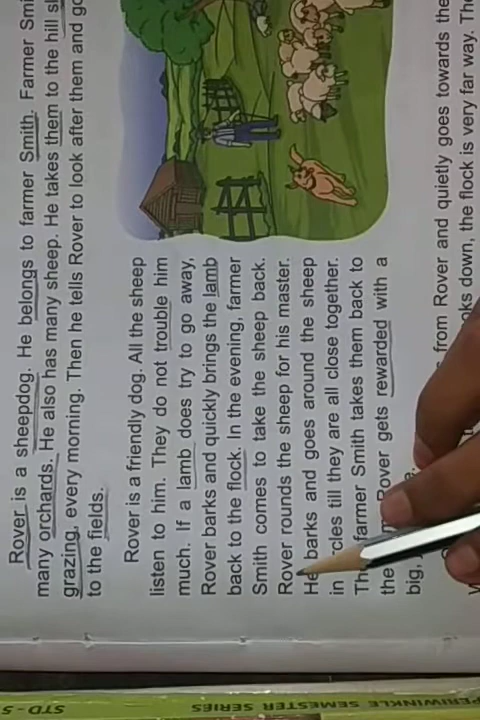 Rover is a sheepdog. He belongs to farmer Smith. Farmer Smi
many orchards. He also has many sheep. He takes them to the hill
grazing, every morning. Then he tells Rover to look after them and
to the fields.
Rover is a friendly dog. All the sheep
listen to him. They do not trouble him
much. If a lamb does try to go away,
Rover barks and quickly brings the lamb
back to the flock. In the evening, farmer
Smith comes to take the sheep back.
Rover rounds the sheep for his master.
He barks and goes around the sheep
in circles till they are all close together.
farmer Smith takes them back to
the Rover gets rewarded with a
big,
from Rover and quietly goes towards the
down, the flock is very far way.
PERIWINKLE SEMESTER SERIES
STD - 5